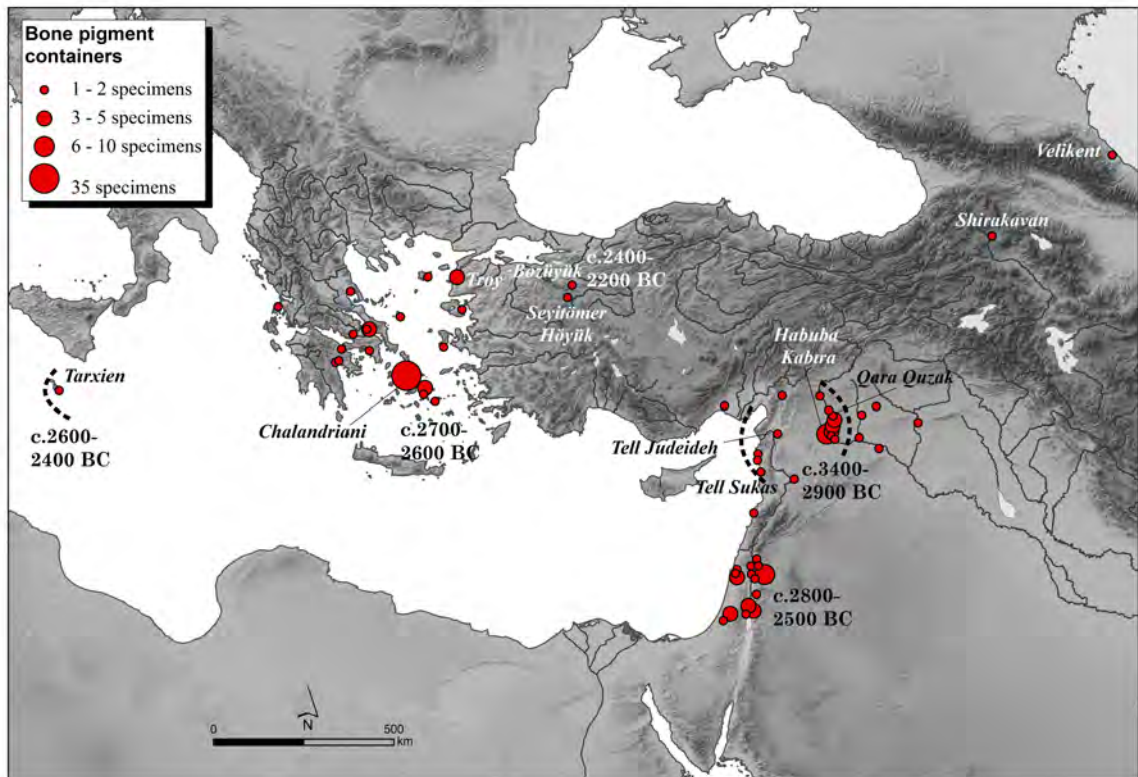 Bone pigment
containers
1 - 2 specimens
3 - 5 specimens
6 - 10 specimens
35 specimens
Velikent
Shirakavan
c.2400-
2200 BC
Bozüyük
Troy
Seyitömer
Höyük
Habuba
Kabıra
Qara Quzak
Tarxien
c.2600-
2400 BC
Chalandriani
c.2700-
2600 BC
Tell Judeideh
Tell Sukas
c.3400-
2900 BC
c.2800-
2500 BC
N
0
500
km